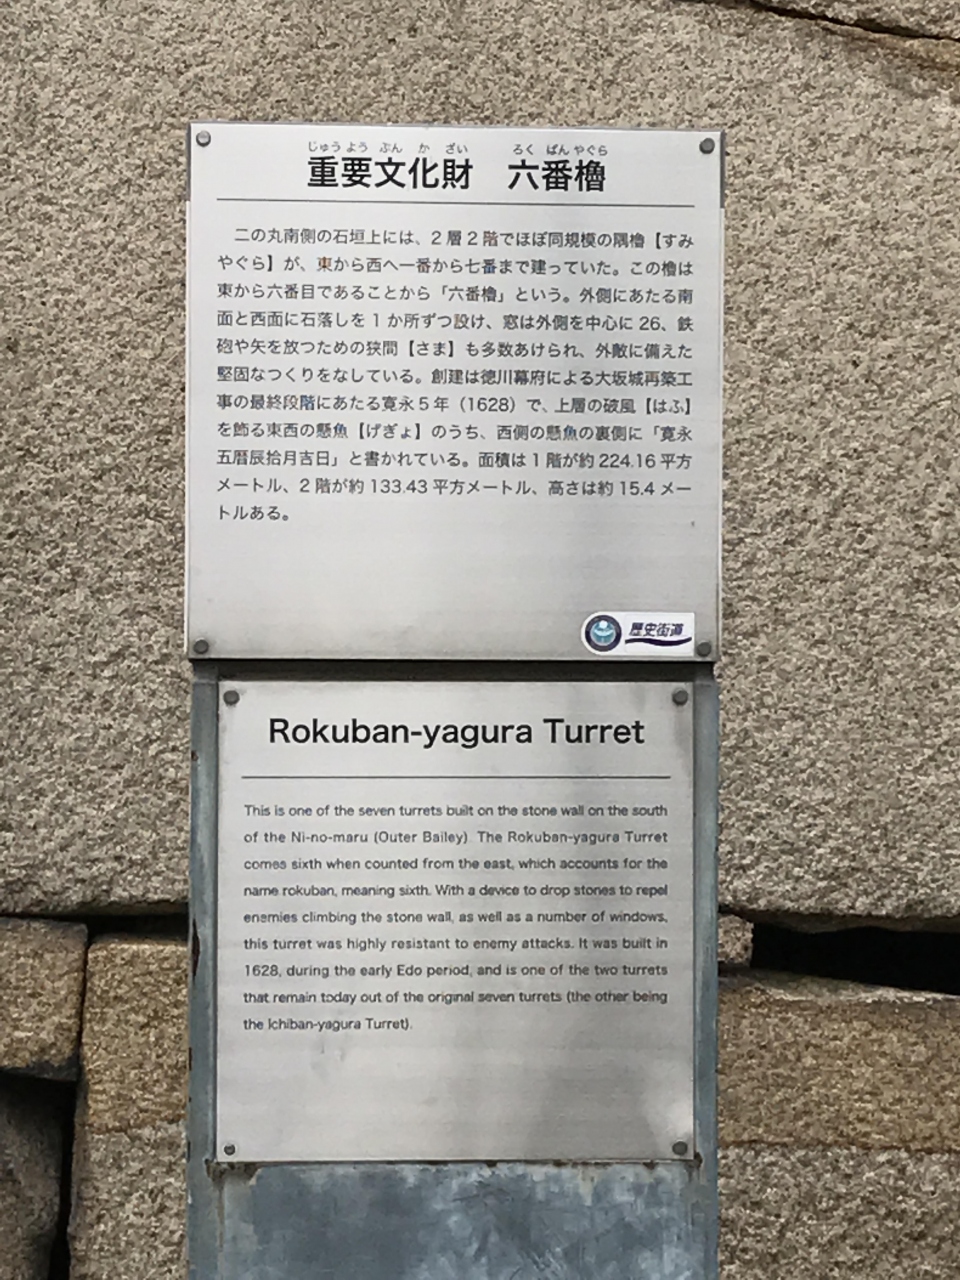 じゅうようぶんかざい ろくばんやぐら
重要文化財 六番櫓
二の丸南側の石垣上には、2層2階でほぼ同規模の隅櫓【すみ
やぐら】が、東から西へ一番から七番まで建っていた。この櫓は
東から六番目であることから「六番櫓」という。外側にあたる南
面と西面に石落しを1か所ずつ設け、窓は外側を中心に26、鉄
砲や矢を放つための狭間【さま】も多数あけられ、外敵に備えた
堅固なつくりをなしている。創建は徳川幕府による大坂城再築工
事の最終段階にあたる寛永5年（1628）で、上層の破風【はふ】
を飾る東西の懸魚【げぎょ】のうち、西側の懸魚の裏側に「寛永
五暦辰拾月吉日」と書かれている。面積は1階が約224.16平方
メートル、2階が約133.43平方メートル、高さは約15.4メー
トルある。
歴史街道
Rokuban-yagura Turret
This is one of the seven turrets built on the stone wall on the south
of the Ni-no-maru (Outer Bailey). The Rokuban-yagura Turret
comes sixth when counted from the east, which accounts for the
name rokuban, meaning sixth. With a device to drop stones to repel
enemies climbing the stone wall, as well as a number of windows,
this turret was highly resistant to enemy attacks. It was built in
1628, during the early Edo period, and is one of the two turrets
that remain today out of the original seven turrets (the other being
the Ichiban-yagura Turret).